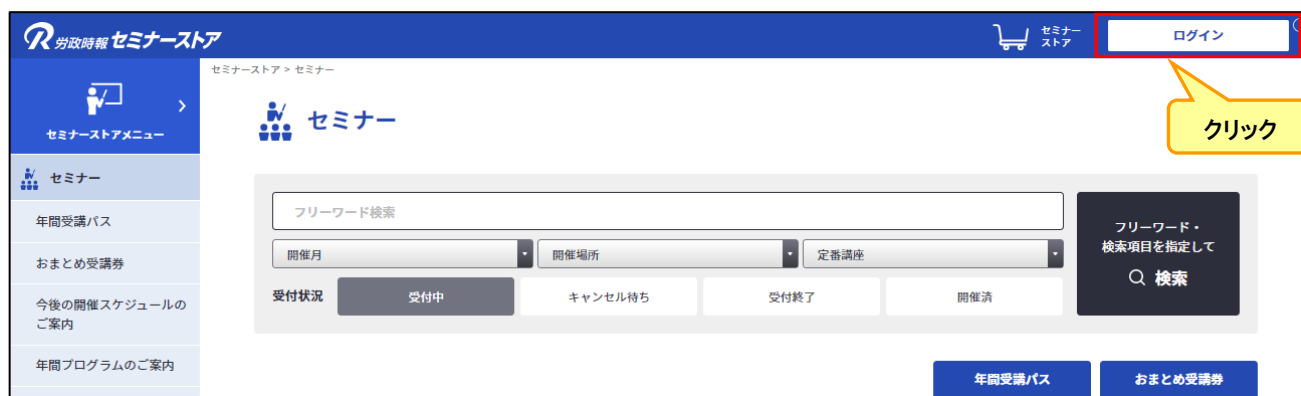 労政時報 セミナーストア
セミナー
ストア
ログイン
クリック
セミナーストア > セミナー
セミナーストアメニュー
セミナー
年間受講パス
おまとめ受講券
今後の開催スケジュールの
ご案内
年間プログラムのご案内
セミナー
フリーワード検索
開催月
開催場所
定番講座
受付状況
受付中
キャンセル待ち
受付終了
開催済
フリーワード・
検索項目を指定して
検索
年間受講パス
おまとめ受講券